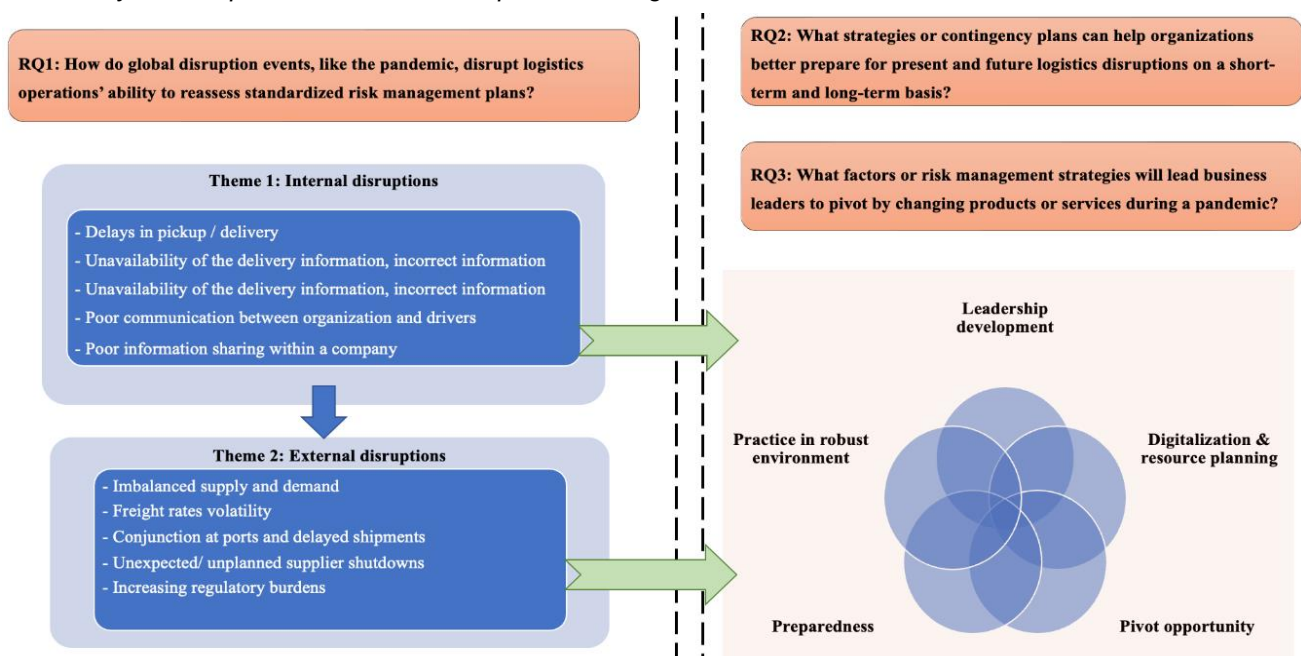 RQ1: How do global disruption events, like the pandemic, disrupt logistics
operations’ ability to reassess standardized risk management plans?
Theme 1: Internal disruptions
- Delays in pickup / delivery
- Unavailability of the delivery information, incorrect information
- Unavailability of the delivery information, incorrect information
- Poor communication between organization and drivers
- Poor information sharing within a company
Theme 2: External disruptions
- Imbalanced supply and demand
- Freight rates volatility
- Conjunction at ports and delayed shipments
- Unexpected/ unplanned supplier shutdowns
- Increasing regulatory burdens
RQ2: What strategies or contingency plans can help organizations
better prepare for present and future logistics disruptions on a short-
term and long-term basis?
RQ3: What factors or risk management strategies will lead business
leaders to pivot by changing products or services during a pandemic?
Leadership
development
Practice in robust
environment
Digitalization &
resource planning
Preparedness
Pivot opportunity